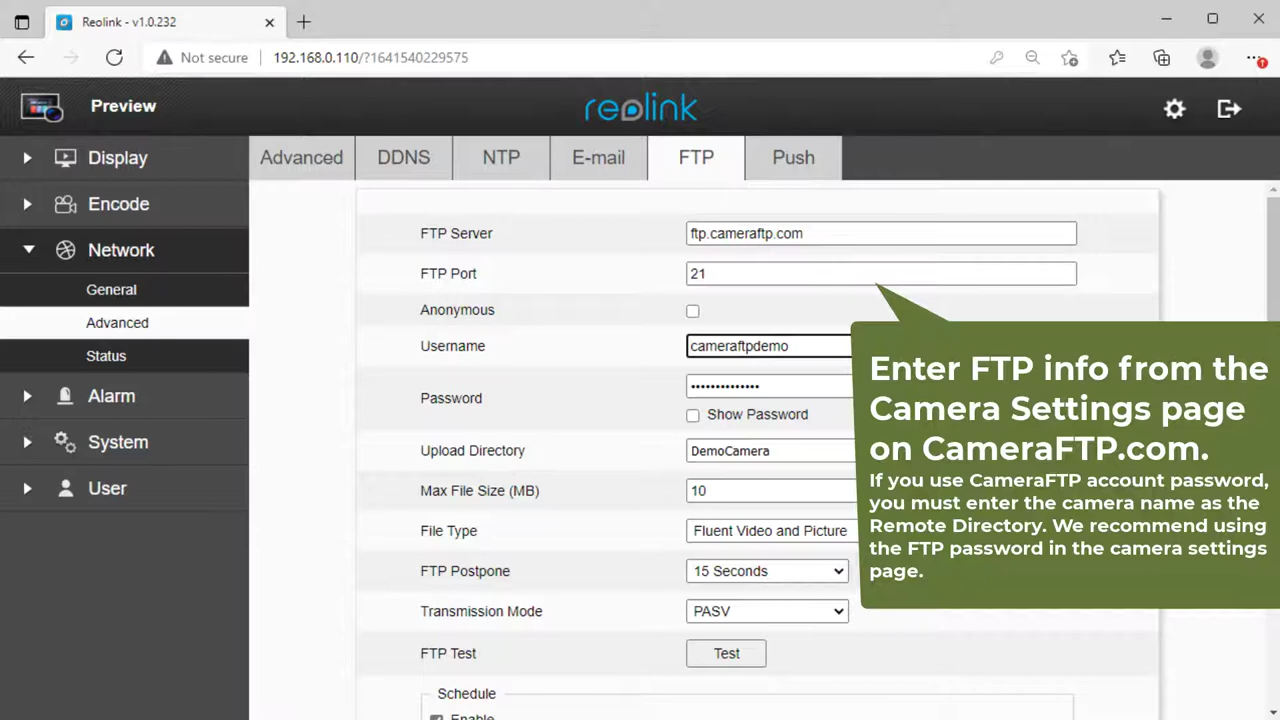 Reolink - v1.0.232
Not secure
192.168.0.110/?1641540229575
Preview
reolink
Display
Encode
Network
General
Advanced
Status
Alarm
System
User
Advanced
DDNS
NTP
E-mail
FTP
Push
FTP Server
ftp.cameraftp.com
FTP Port
21
Anonymous
Username
cameraftpdemo
Password
••••••••••••••
Show Password
Upload Directory
DemoCamera
Max File Size (MB)
10
File Type
Fluent Video and Picture
FTP Postpone
15 Seconds
Transmission Mode
PASV
FTP Test
Test
Schedule
Enable
Enter FTP info from the
Camera Settings page
on CameraFTP.com.
If you use CameraFTP account password,
you must enter the camera name as the
Remote Directory. We recommend using
the FTP password in the camera settings
page.